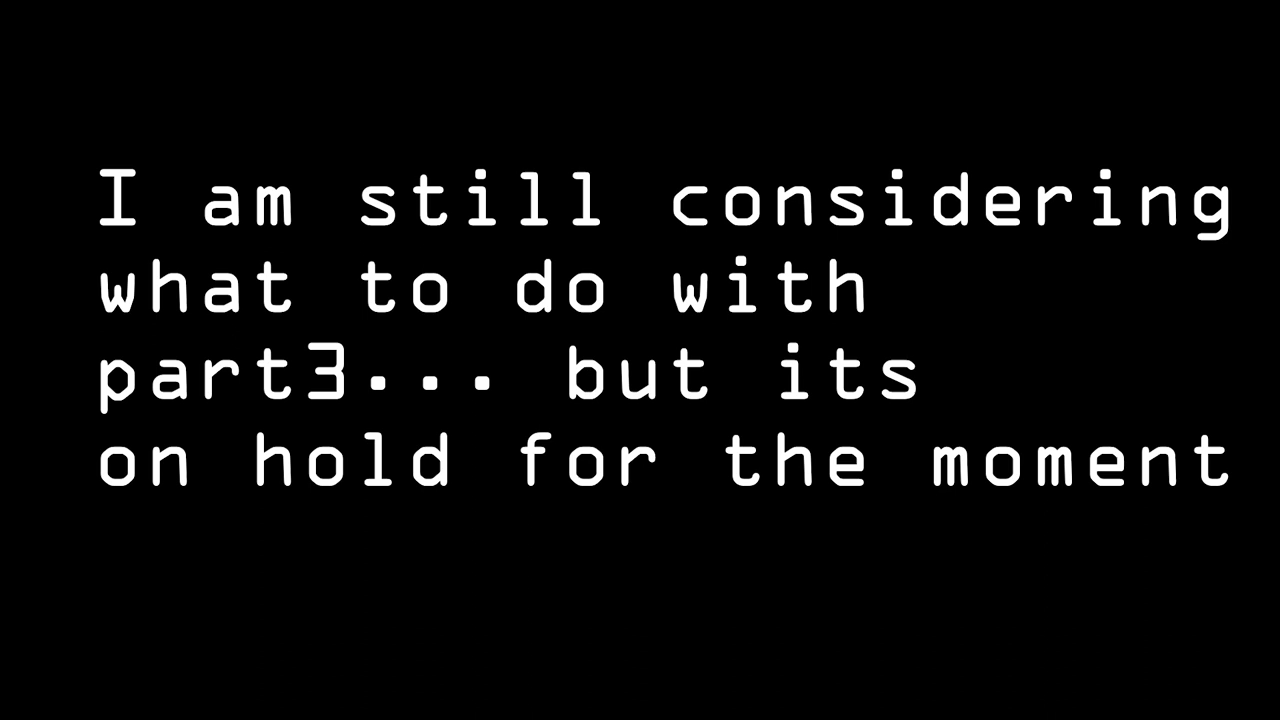 I am still considering
what to do with
part3... but its
on hold for the moment